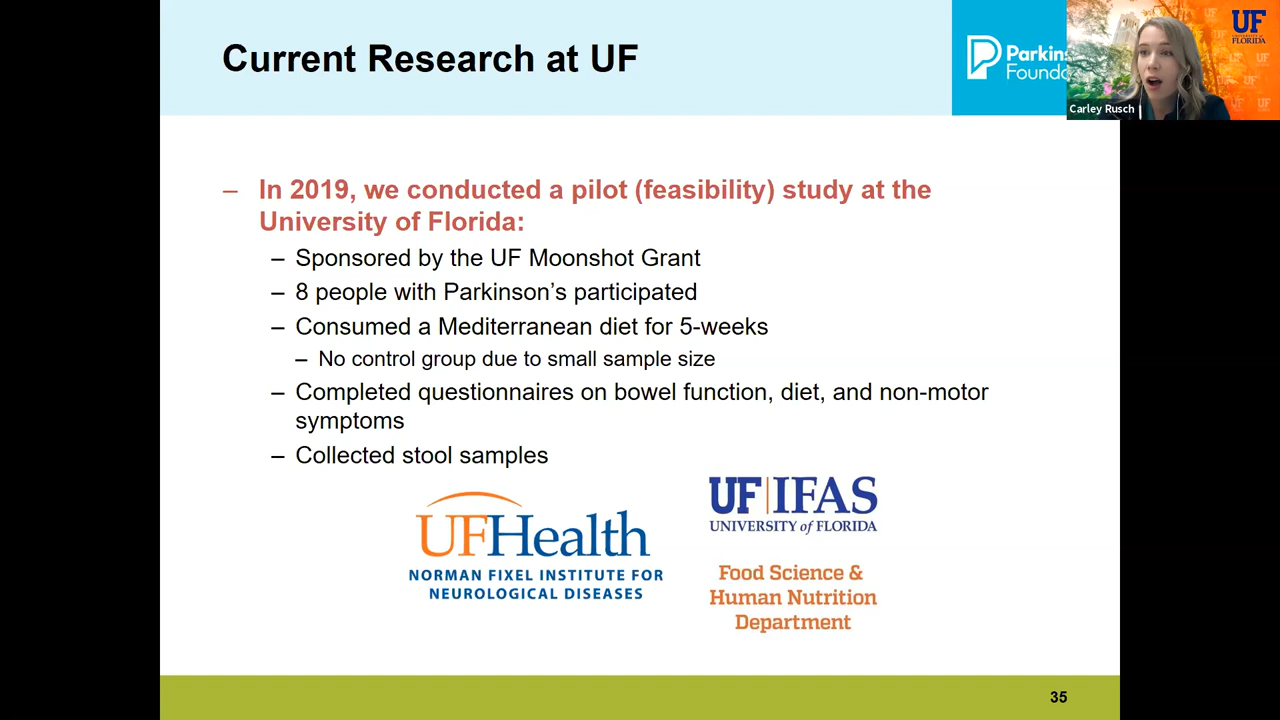 Current Research at UF
Parkin
Founda
UF
UNIVERSITY of FLORIDA
Carley Rusch
– In 2019, we conducted a pilot (feasibility) study at the
University of Florida:
– Sponsored by the UF Moonshot Grant
– 8 people with Parkinson's participated
– Consumed a Mediterranean diet for 5-weeks
– No control group due to small sample size
– Completed questionnaires on bowel function, diet, and non-motor
symptoms
– Collected stool samples
UFHealth
NORMAN FIXEL INSTITUTE FOR
NEUROLOGICAL DISEASES
UF|IFAS
UNIVERSITY of FLORIDA
Food Science &
Human Nutrition
Department
35